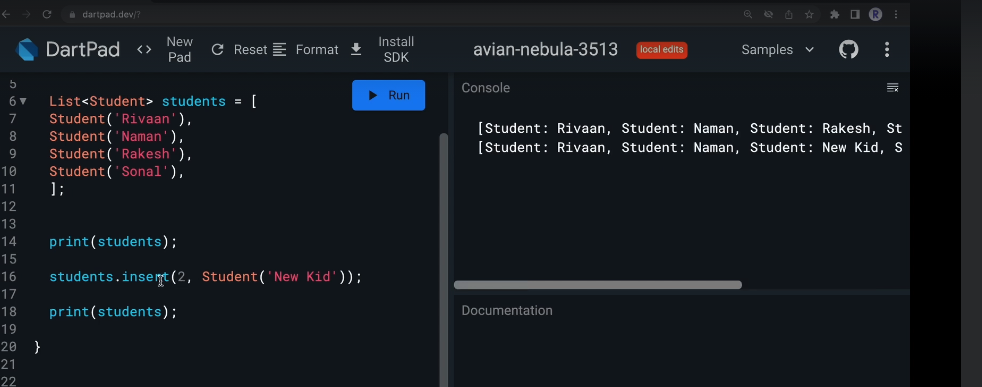 dartpad.dev/?
R
DartPad
<> New Pad
Reset
Format
Install SDK
avian-nebula-3513
local edits
Samples
5
6 List<Student> students = [
7 Student('Rivaan'),
8 Student('Naman'),
9 Student('Rakesh'),
10 Student('Sonal'),
11 ];
12
13
14 print(students);
15
16 students.insert(2, Student('New Kid'));
17
18 print(students);
19
20 }
21
22
Run
Console
[Student: Rivaan, Student: Naman, Student: Rakesh, St
[Student: Rivaan, Student: Naman, Student: New Kid, S
Documentation